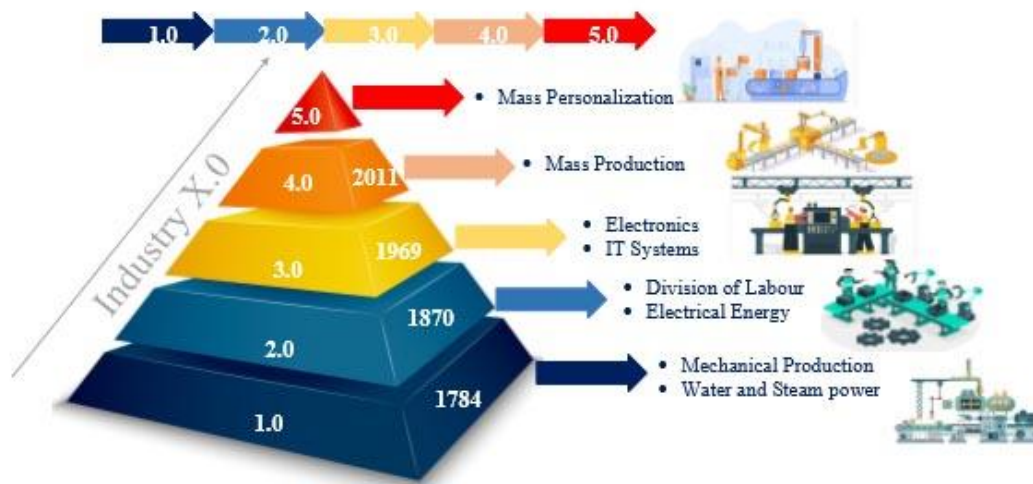 1.0 2.0 3.0 4.0 5.0
Industry X.0
5.0
• Mass Personalization
4.0 2011
• Mass Production
3.0 1969
• Electronics
• IT Systems
2.0 1870
• Division of Labour
• Electrical Energy
1.0 1784
• Mechanical Production
• Water and Steam power